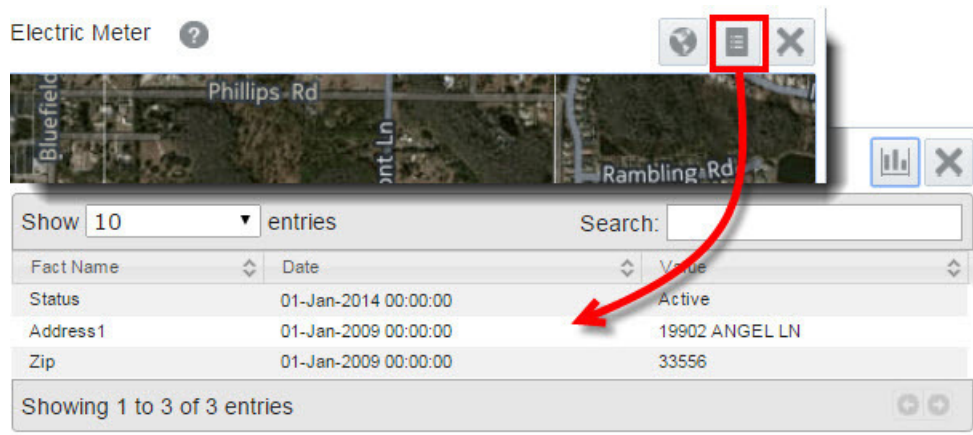 Electric Meter ?
Phillips Rd
Bluefield
ont Ln
Rambling Rd
Show 10 entries Search:
Fact Name Date Value
Status 01-Jan-2014 00:00:00 Active
Address1 01-Jan-2009 00:00:00 19902 ANGEL LN
Zip 01-Jan-2009 00:00:00 33556
Showing 1 to 3 of 3 entries